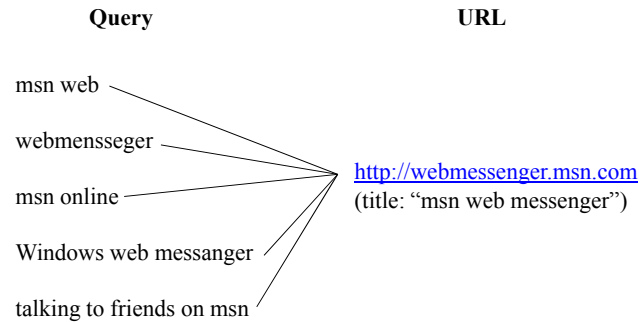 Query URL
msn web
webmensseger
msn online
Windows web messanger
talking to friends on msn
http://webmessenger.msn.com
(title: “msn web messenger”)